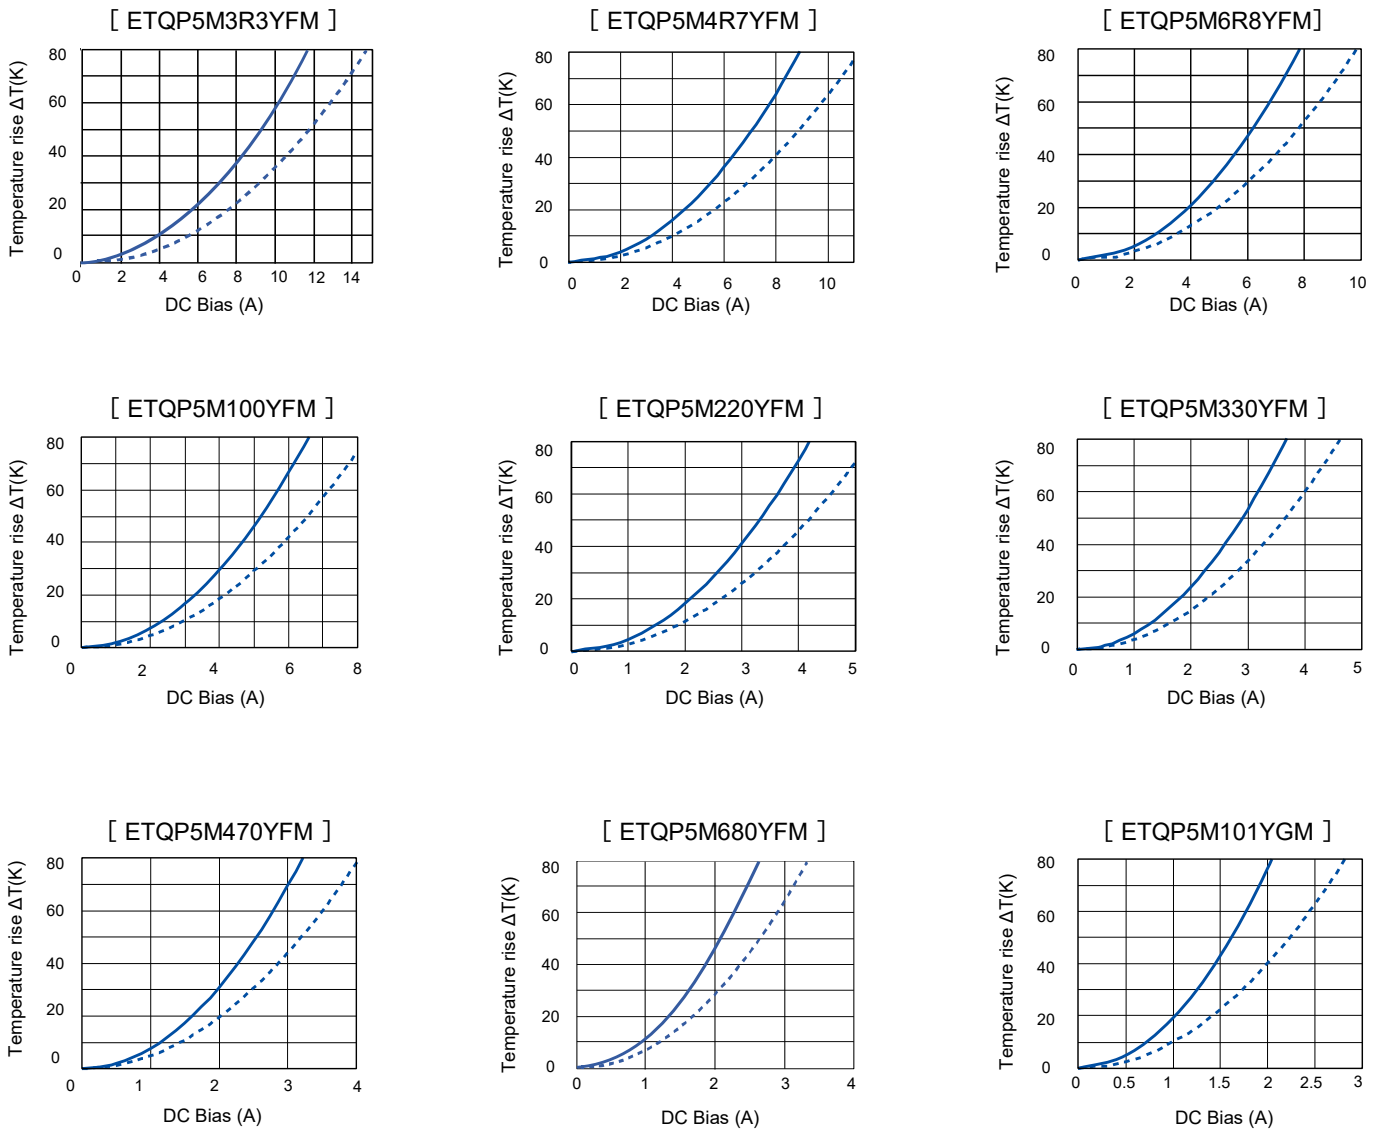 [ ETQP5M3R3YFM ]
Temperature rise ΔT(K)
80
60
40
20
0
0 2 4 6 8 10 12 14
DC Bias (A)
[ ETQP5M4R7YFM ]
Temperature rise ΔT(K)
80
60
40
20
0
0 2 4 6 8 10
DC Bias (A)
[ ETQP5M6R8YFM]
Temperature rise ΔT(K)
80
60
40
20
0
0 2 4 6 8 10
DC Bias (A)
[ ETQP5M100YFM ]
Temperature rise ΔT(K)
80
60
40
20
0
0 2 4 6 8
DC Bias (A)
[ ETQP5M220YFM ]
Temperature rise ΔT(K)
80
60
40
20
0
0 1 2 3 4 5
DC Bias (A)
[ ETQP5M330YFM ]
Temperature rise ΔT(K)
80
60
40
20
0
0 1 2 3 4 5
DC Bias (A)
[ ETQP5M470YFM ]
Temperature rise ΔT(K)
80
60
40
20
0
0 1 2 3 4
DC Bias (A)
[ ETQP5M680YFM ]
Temperature rise ΔT(K)
80
60
40
20
0
0 1 2 3 4
DC Bias (A)
[ ETQP5M101YGM ]
Temperature rise ΔT(K)
80
60
40
20
0
0 0.5 1 1.5 2 2.5 3
DC Bias (A)